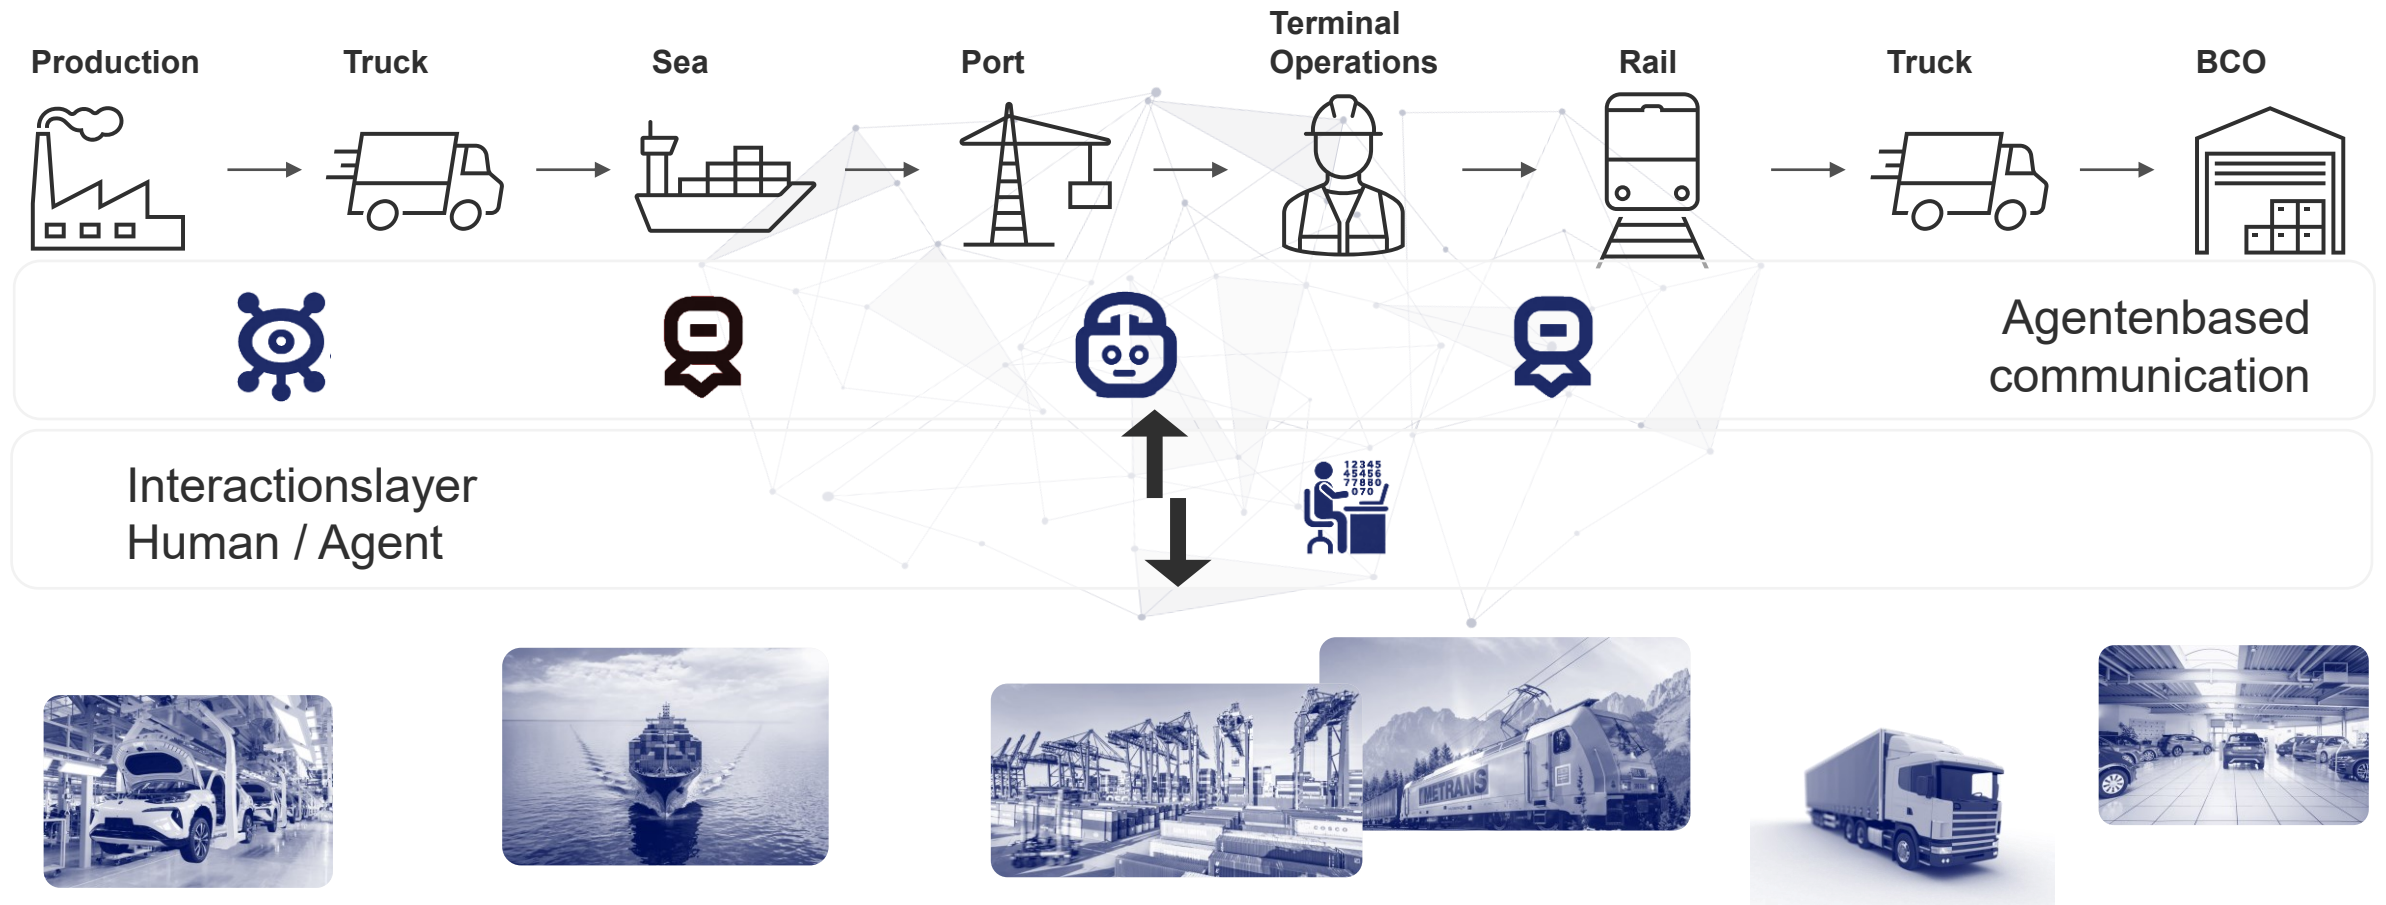 Production
Truck
Sea
Port
Terminal
Operations
Rail
Truck
BCO
Agentenbased
communication
Interactionslayer
Human / Agent
12345
45456
77880
070
METRANS